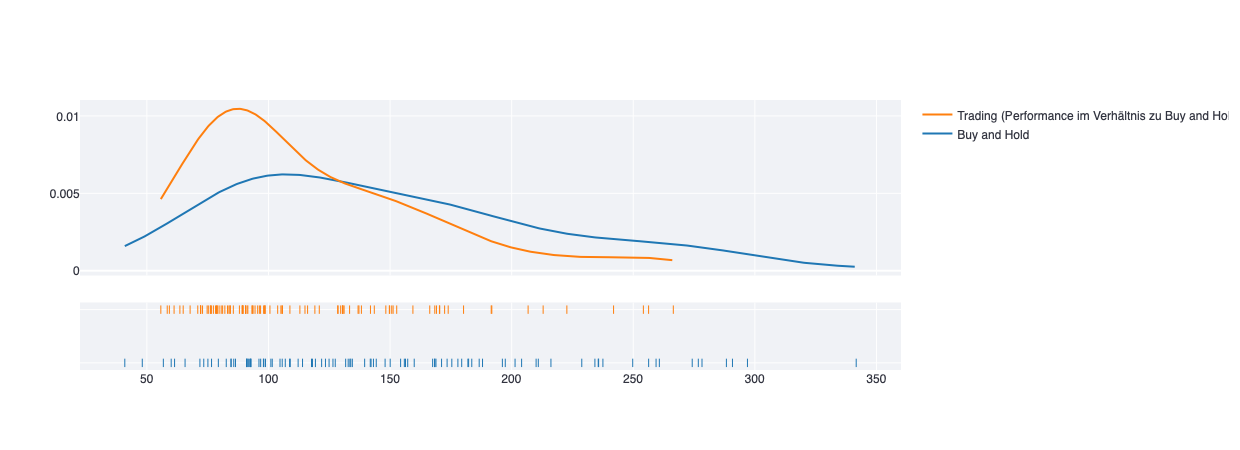 0.01
0.005
0
Trading (Performance im Verhältnis zu Buy and Hol
Buy and Hold
50 100 150 200 250 300 350